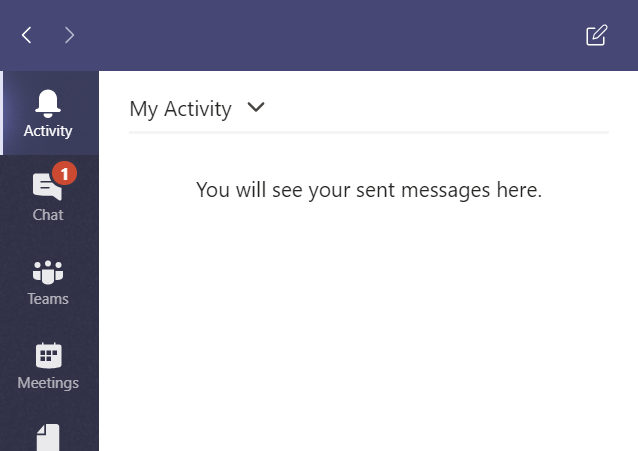 My Activity
You will see your sent messages here.
Activity
1
Chat
Teams
Meetings